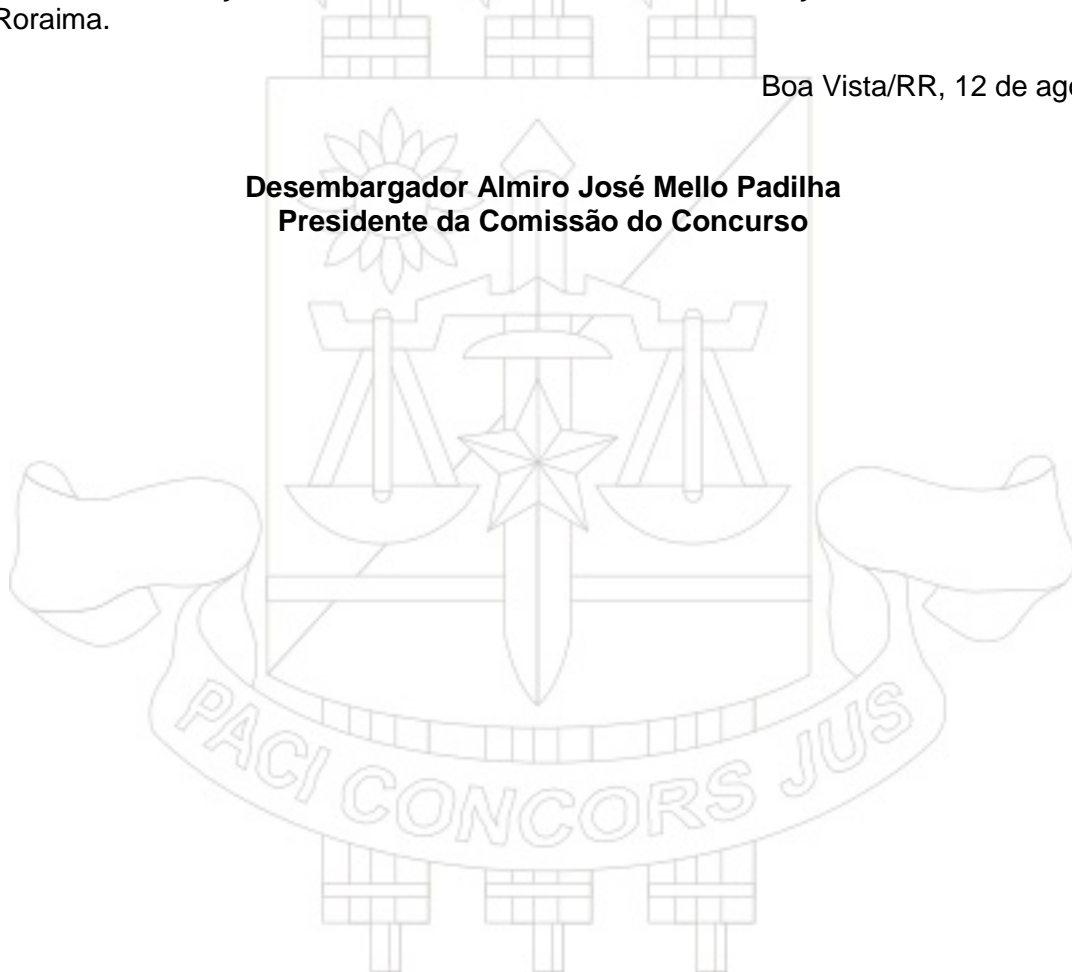 Roraima.
Boa Vista/RR, 12 de ago
Desembargador Almiro José Mello Padilha
Presidente da Comissão do Concurso
PACI CONCORS JUS